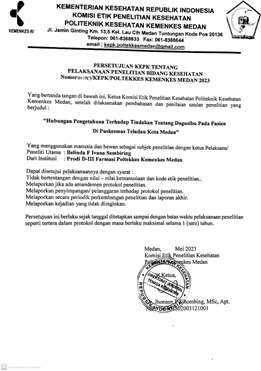 KEMENTERIAN KESEHATAN REPUBLIK INDONESIA
KOMISI ETIK PENELITIAN KESEHATAN
POLITEKNIK KESEHATAN KEMENKES MEDAN
Jl. Jamin Ginting Km. 13,5 Kel. Lau Cih Medan Tuntungan Kode Pos 20136
Telepon: 061-8368633 Fax: 061-8368644
email : kepk.poltekkesmedan@gmail.com
KEMENKES RI
PERSETUJUAN KEPK TENTANG
PELAKSANAAN PENELITIAN BIDANG KESEHATAN
/KEPK/POLTEKKES KEMENKES MEDAN 2023
Yang bertanda tangan di bawah ini, Ketua Komisi Etik Penelitian Kesehatan Politeknik Kesehatan
Kemenkes Medan, setelah dilaksanakan pembahasan dan penilaian usulan penelitian yang
berjudul :
“Hubungan Pengetahuan Terhadap Tindakan Tentang Dagusibu Pada Pasien
Di Puskesmas Teladan Kota Medan”
Yang menggunakan manusia dan hewan sebagai subjek penelitian dengan ketua Pelaksana/
Peneliti Utama : Belinda F Ivana Sembiring
Dari Institusi : Prodi D-III Farmasi Poltekkes Kemenkes Medan
Dapat disetujui pelaksanaannya dengan syarat :
Tidak bertentangan dengan nilai – nilai kemanusiaan dan kode etik penelitian..
Melaporkan jika ada amandemen protokol penelitian.
Melaporkan penyimpangan/ pelanggaran terhadap protokol penelitian.
Melaporkan secara periodik perkembangan penelitian dan laporan akhir.
Melaporkan kejadian yang tidak diinginkan.
Persetujuan ini berlaku sejak tanggal ditetapkan sampai dengan batas waktu pelaksanaan penelitian
seperti tertera dalam protokol dengan masa berlaku maksimal selama 1 (satu) tahun.
Medan, Mei 2023
Komisi Etik Penelitian Kesehatan
Poltekkes Kemenkes Medan
Ketua,
MSc, Apt.